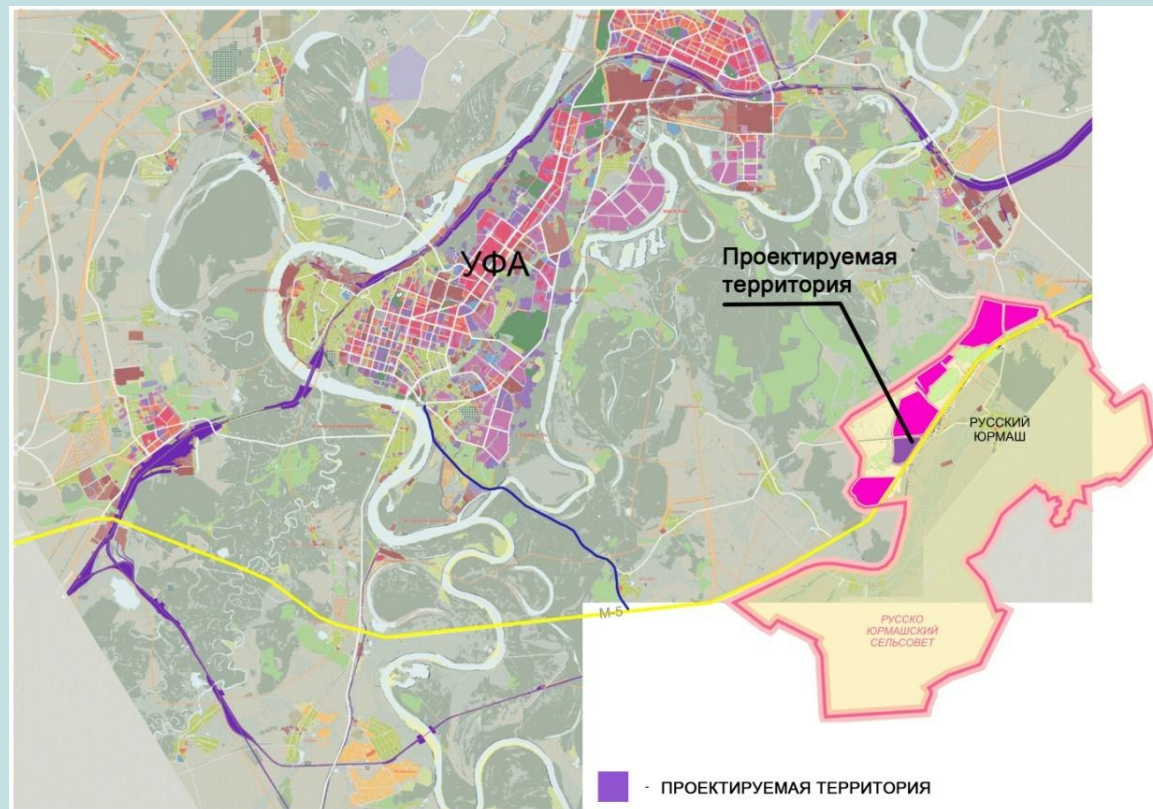 УФА
Проектируемая
территория
РУССКИЙ
ЮРМАШ
М-5
РУССКО
ЮРМАШСКИЙ
СЕЛЬСОВЕТ
- ПРОЕКТИРУЕМАЯ ТЕРРИТОРИЯ